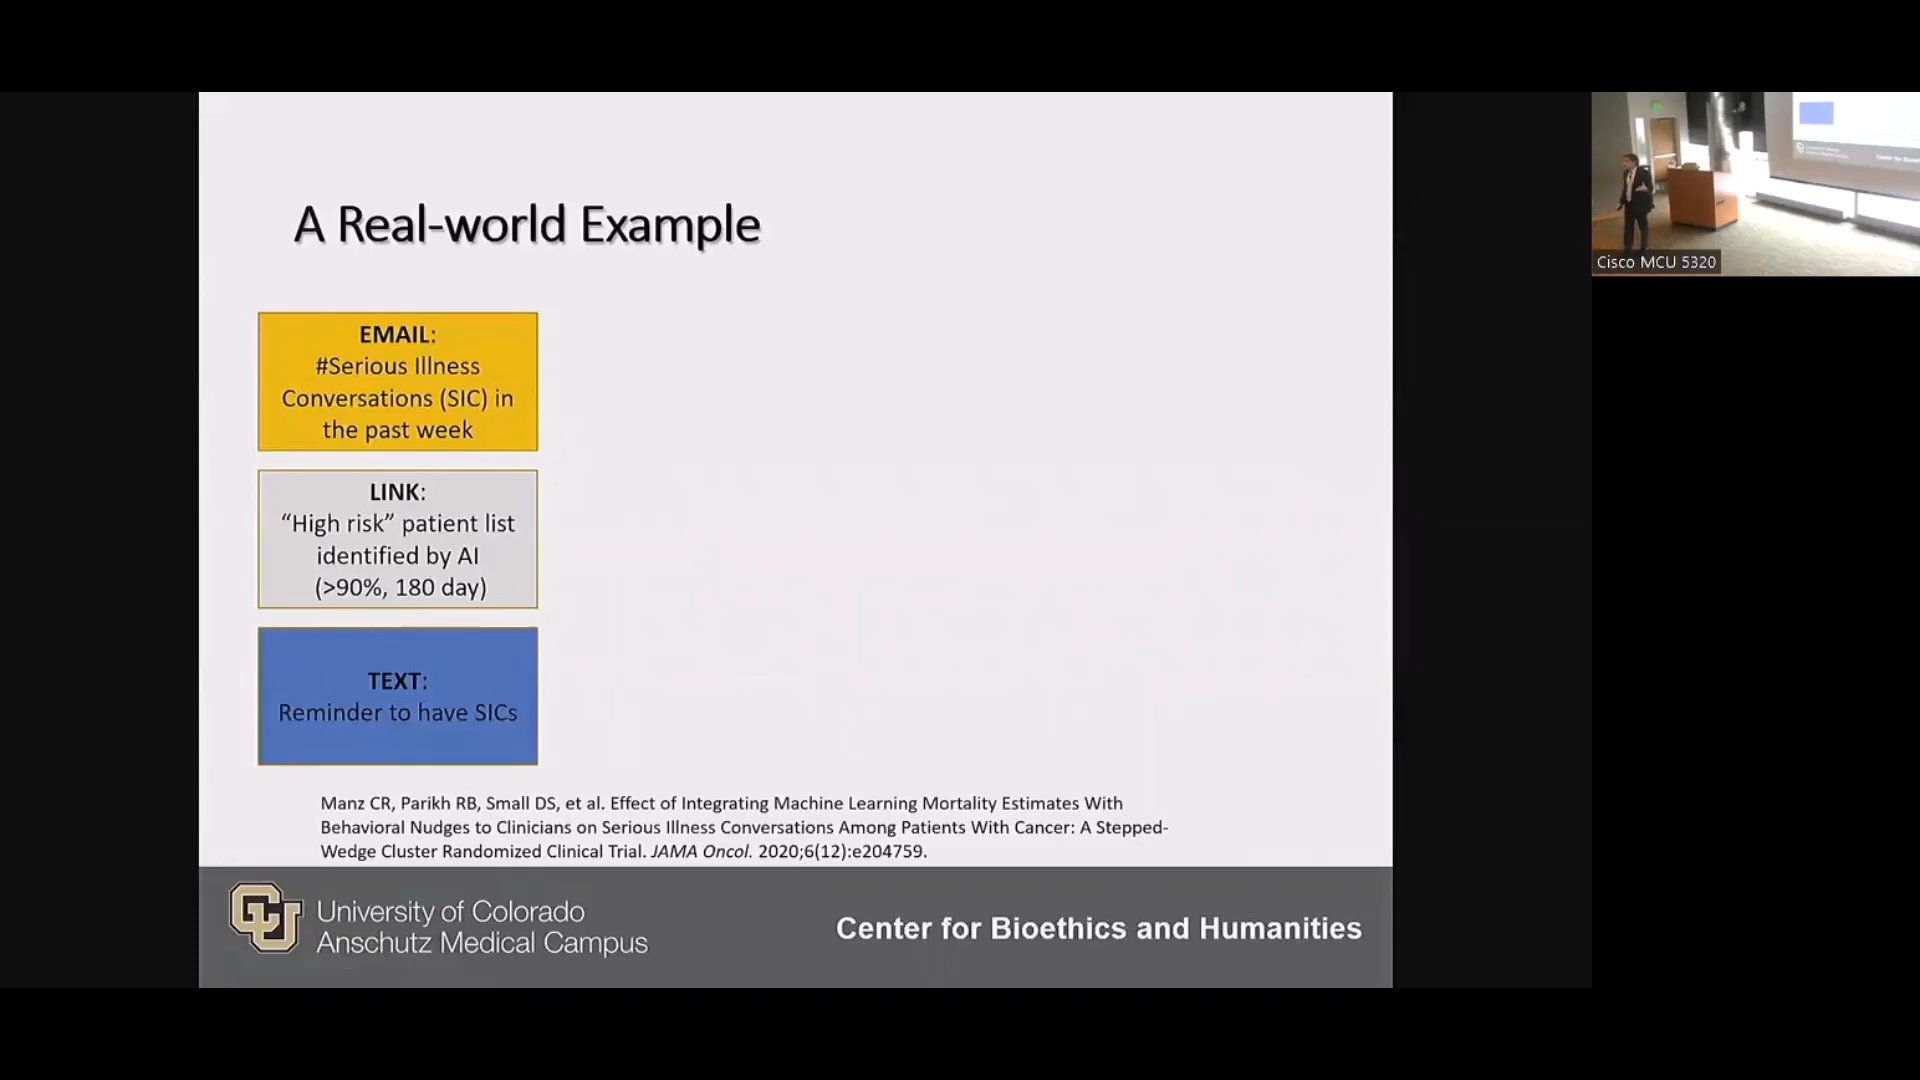 A Real-world Example
EMAIL:
#Serious Illness
Conversations (SIC) in
the past week
LINK:
“High risk” patient list
identified by AI
(>90%, 180 day)
TEXT:
Reminder to have SICs
Manz CR, Parikh RB, Small DS, et al. Effect of Integrating Machine Learning Mortality Estimates With
Behavioral Nudges to Clinicians on Serious Illness Conversations Among Patients With Cancer: A Stepped-
Wedge Cluster Randomized Clinical Trial. JAMA Oncol. 2020;6(12):e204759.
University of Colorado
Anschutz Medical Campus
Center for Bioethics and Humanities
Cisco MCU 5320